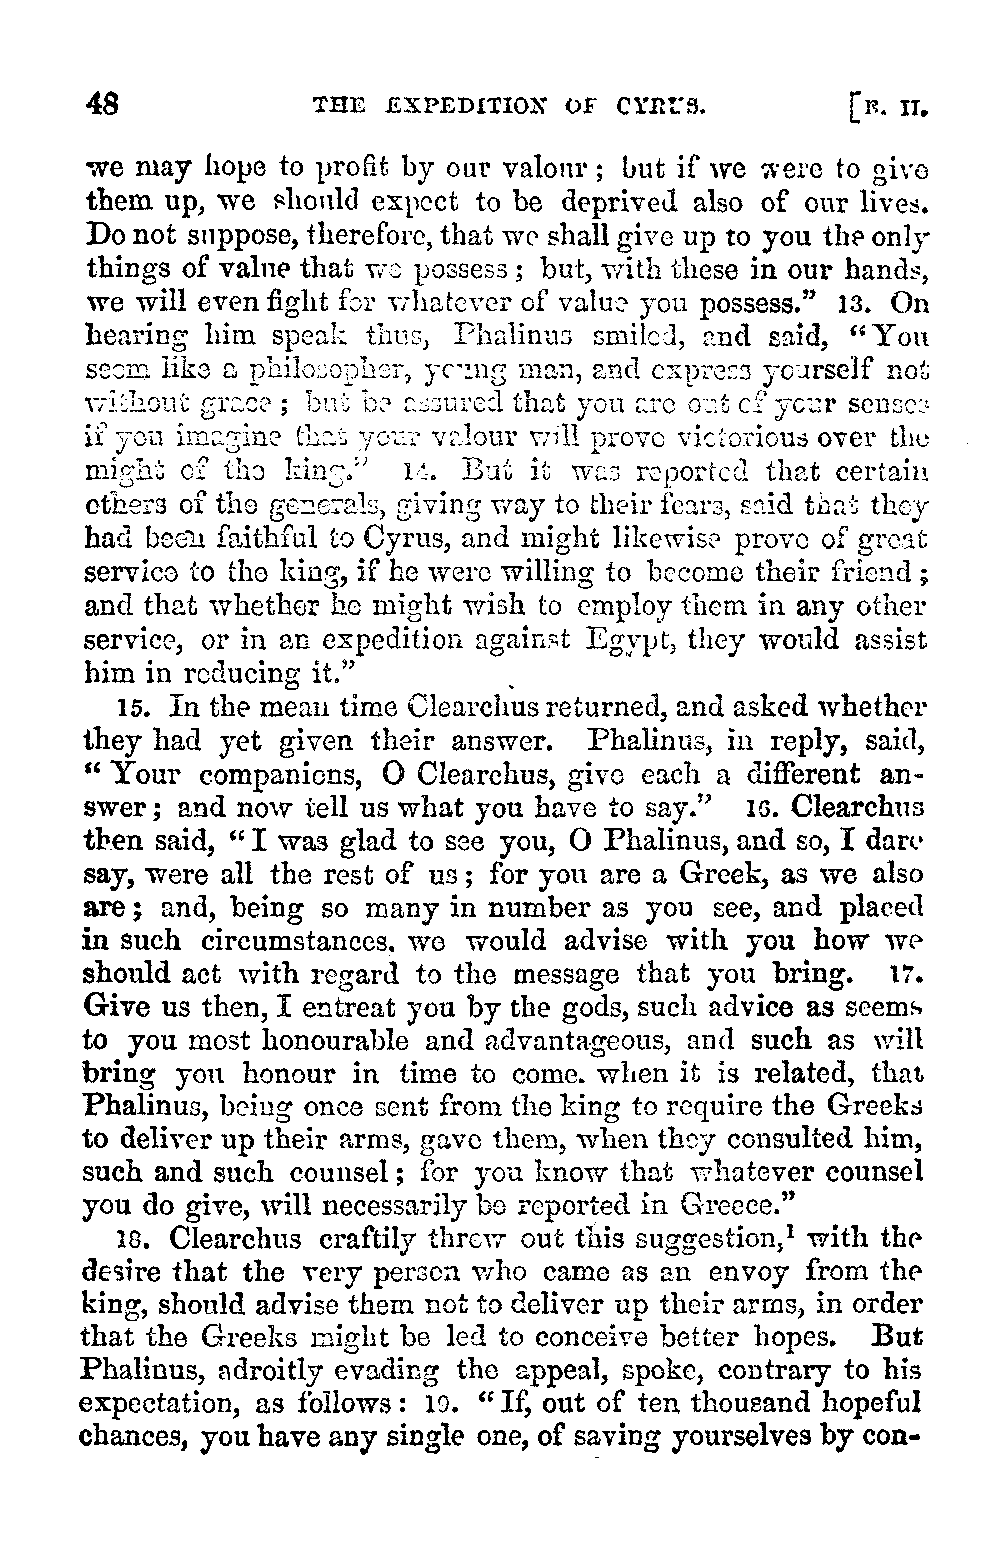 48 THE EXPEDITION OF CYRUS. [B. II.
we may hope to profit by our valour; but if we were to give
them up, we should expect to be deprived also of our lives.
Do not suppose, therefore, that we shall give up to you the only
things of value that we possess; but, with these in our hands,
we will even fight for whatever of value you possess.” 13. On
hearing him speak thus, Phalinus smiled, and said, “You
seem like a philosopher, young man, and express yourself not
without grace; but be assured that you are out of your senses
if you imagine that your valour will prove victorious over the
might of the king.” 14. But it was reported that certain
others of the generals, giving way to their fears, said that they
had been faithful to Cyrus, and might likewise prove of great
service to the king, if he were willing to become their friend;
and that whether he might wish to employ them in any other
service, or in an expedition against Egypt, they would assist
him in reducing it.”
15. In the mean time Clearchus returned, and asked whether
they had yet given their answer. Phalinus, in reply, said,
“Your companions, O Clearchus, give each a different an-
swer; and now tell us what you have to say.” 16. Clearchus
then said, “I was glad to see you, O Phalinus, and so, I dare
say, were all the rest of us; for you are a Greek, as we also
are; and, being so many in number as you see, and placed
in such circumstances, we would advise with you how we
should act with regard to the message that you bring. 17.
Give us then, I entreat you by the gods, such advice as seems
to you most honourable and advantageous, and such as will
bring you honour in time to come, when it is related, that
Phalinus, being once sent from the king to require the Greeks
to deliver up their arms, gave them, when they consulted him,
such and such counsel; for you know that whatever counsel
you do give, will necessarily be reported in Greece.”
18. Clearchus craftily threw out this suggestion,¹ with the
desire that the very person who came as an envoy from the
king, should advise them not to deliver up their arms, in order
that the Greeks might be led to conceive better hopes. But
Phalinus, adroitly evading the appeal, spoke, contrary to his
expectation, as follows: 19. “If, out of ten thousand hopeful
chances, you have any single one, of saving yourselves by con-